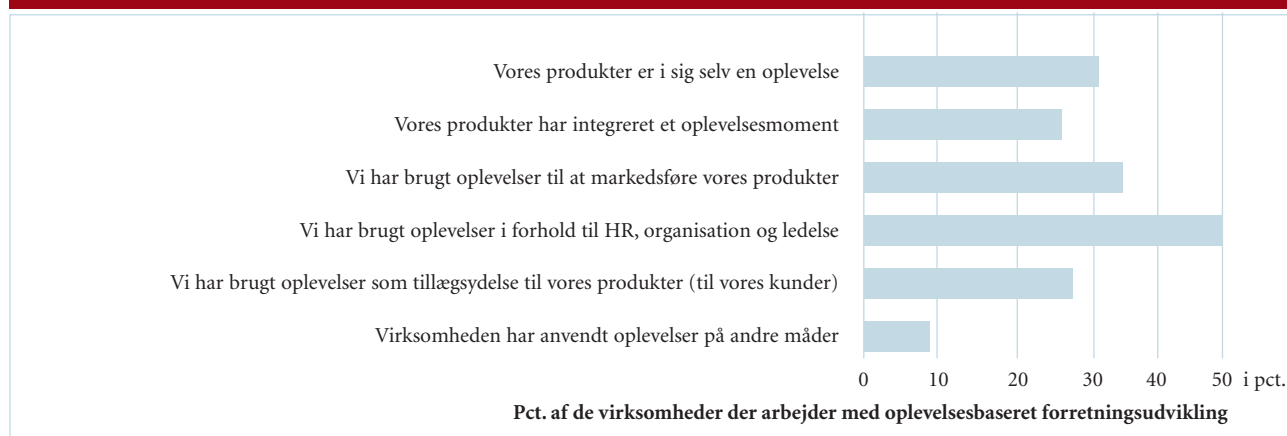 Vores produkter er i sig selv en oplevelse
Vores produkter har integreret et oplevelsesmoment
Vi har brugt oplevelser til at markedsføre vores produkter
Vi har brugt oplevelser i forhold til HR, organisation og ledelse
Vi har brugt oplevelser som tillægsydelse til vores produkter (til vores kunder)
Virksomheden har anvendt oplevelser på andre måder
0 10 20 30 40 50 i pct.
Pct. af de virksomheder der arbejder med oplevelsesbaseret forretningsudvikling